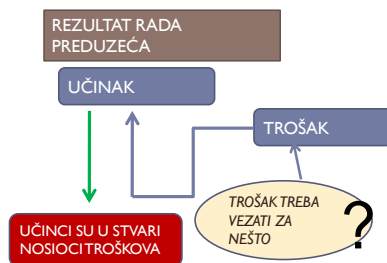 REZULTAT RADA
PREDUZEĆA
UČINAK
TROŠAK
TROŠAK TREBA
VEZATI ZA
NEŠTO
?
UČINCI SU U STVARI
NOSIOCI TROŠKOVA